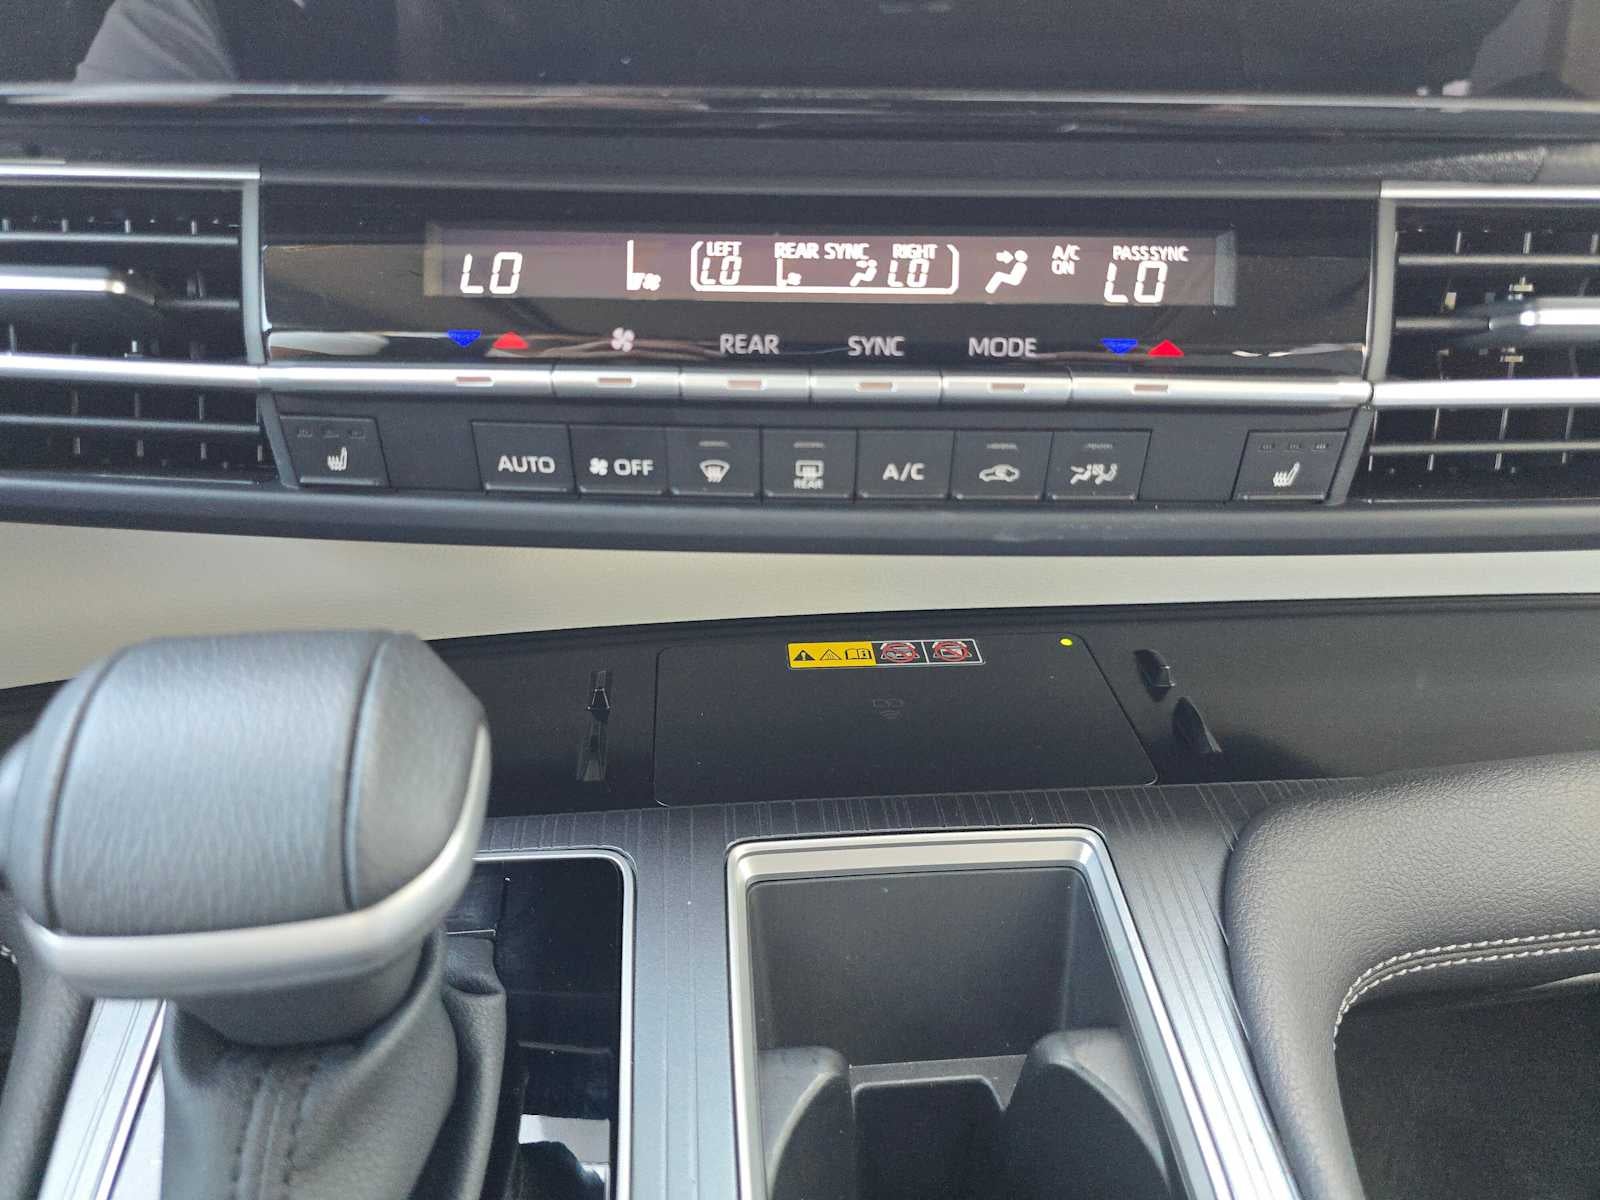 LEFT REAR SYNC RIGHT A/C PASS SYNC
LO LO LO ON LO
REAR SYNC MODE
AUTO OFF REAR A/C